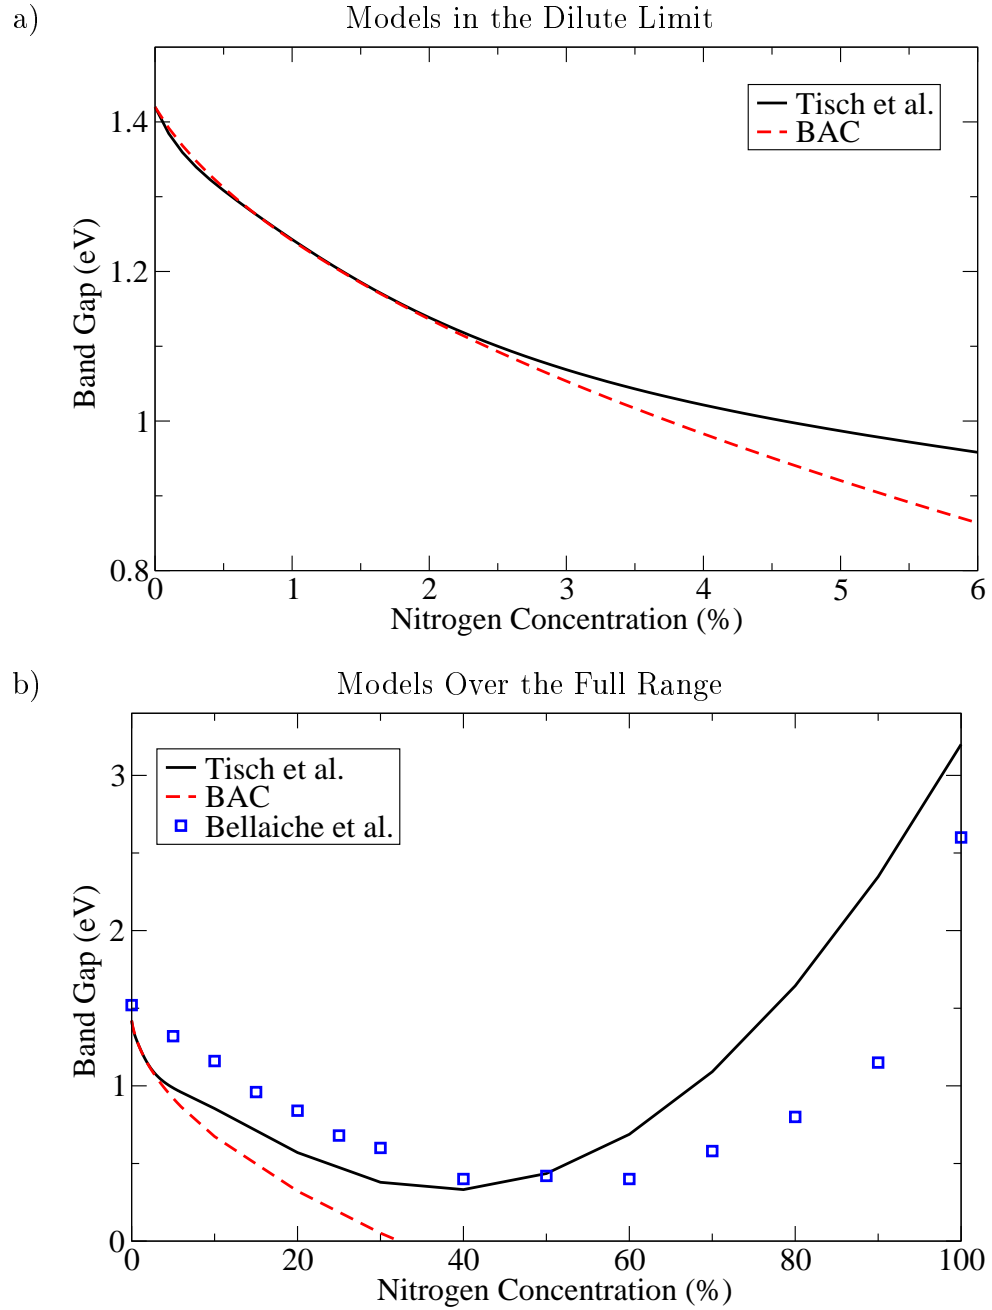 a)
Models in the Dilute Limit
Tisch et al.
BAC
1.4
1.2
1
0.8
Band Gap (eV)
0 1 2 3 4 5 6
Nitrogen Concentration (%)
b)
Models Over the Full Range
Tisch et al.
BAC
Bellaiche et al.
3
2
1
0
Band Gap (eV)
0 20 40 60 80 100
Nitrogen Concentration (%)